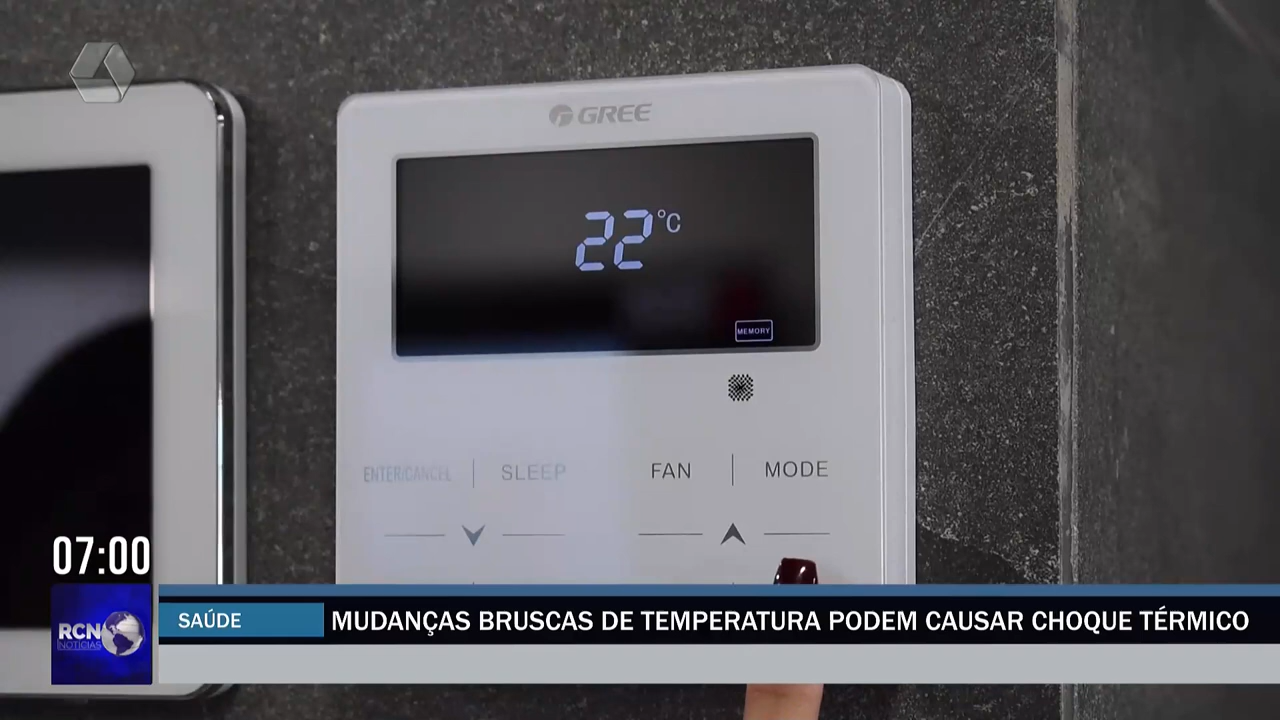 GREE
22°C
MEMORY
ENTER/CANCEL SLEEP FAN MODE
07:00
RCN
NOTÍCIAS
SAÚDE
MUDANÇAS BRUSCAS DE TEMPERATURA PODEM CAUSAR CHOQUE TÉRMICO